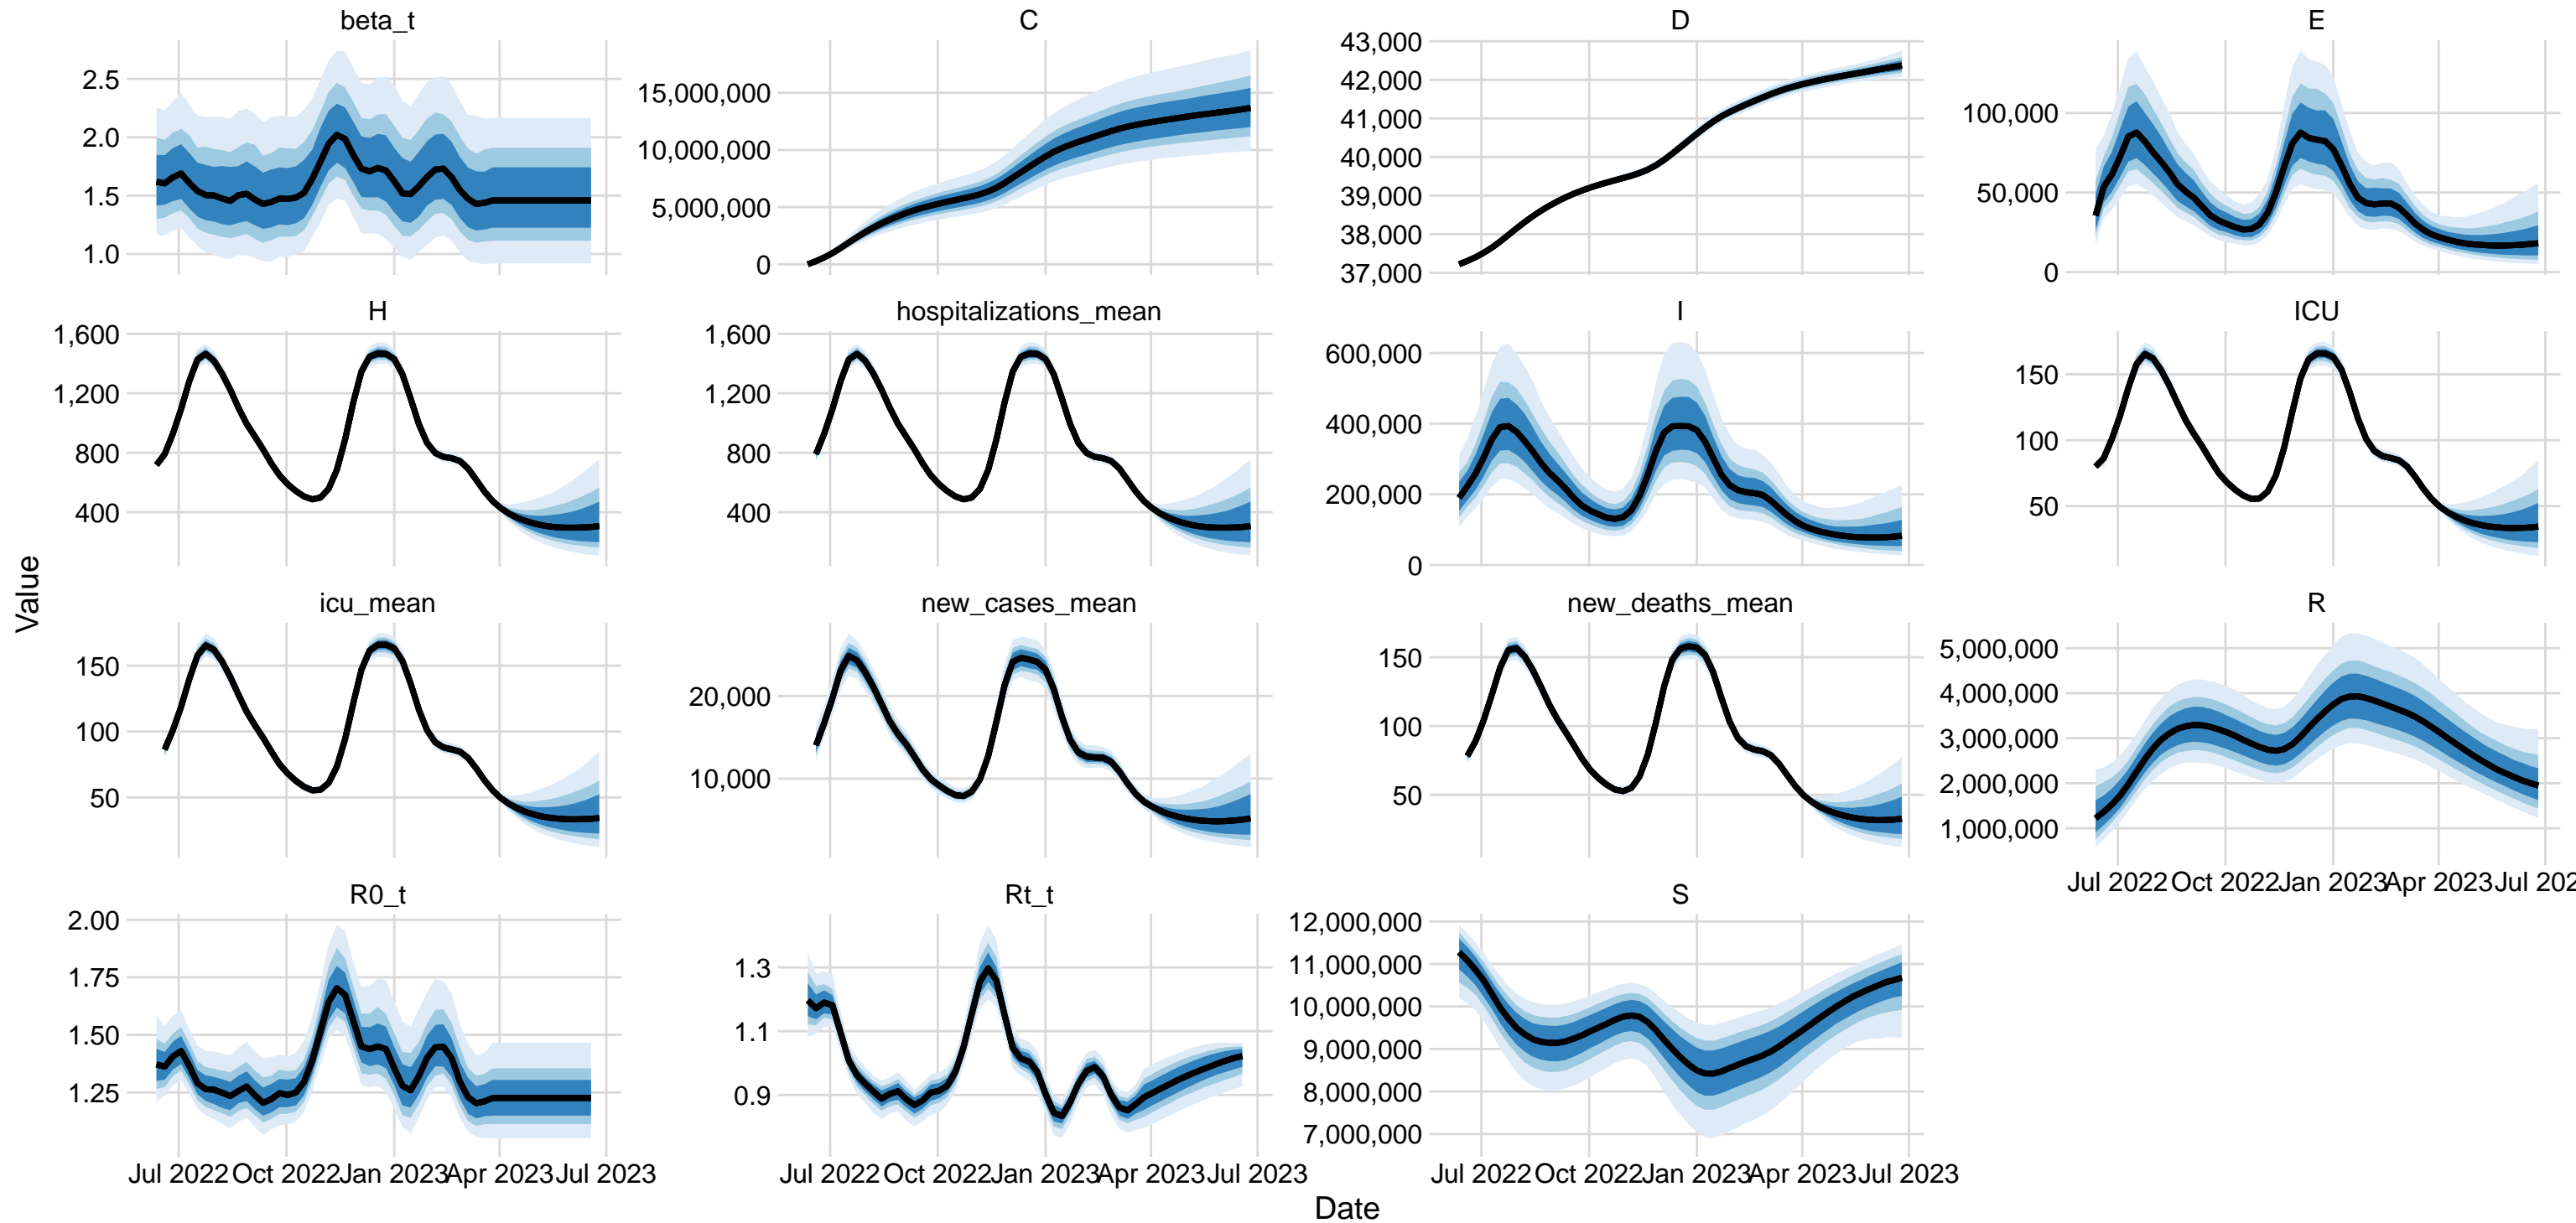 beta_t
2.5
2.0
1.5
1.0
C
15,000,000
10,000,000
5,000,000
0
D
43,000
42,000
41,000
40,000
39,000
38,000
37,000
E
100,000
50,000
0
H
1,600
1,200
800
400
hospitalizations_mean
1,600
1,200
800
400
I
600,000
400,000
200,000
0
ICU
150
100
50
icu_mean
150
100
50
new_cases_mean
20,000
10,000
new_deaths_mean
150
100
50
R
5,000,000
4,000,000
3,000,000
2,000,000
1,000,000
Jul 2022 Oct 2022 Jan 2023 Apr 2023 Jul 202
R0_t
2.00
1.75
1.50
1.25
Jul 2022 Oct 2022 Jan 2023 Apr 2023 Jul 2023
Rt_t
1.3
1.1
0.9
Jul 2022 Oct 2022 Jan 2023 Apr 2023 Jul 2023
S
12,000,000
11,000,000
10,000,000
9,000,000
8,000,000
7,000,000
Jul 2022 Oct 2022 Jan 2023 Apr 2023 Jul 2023
Value
Date